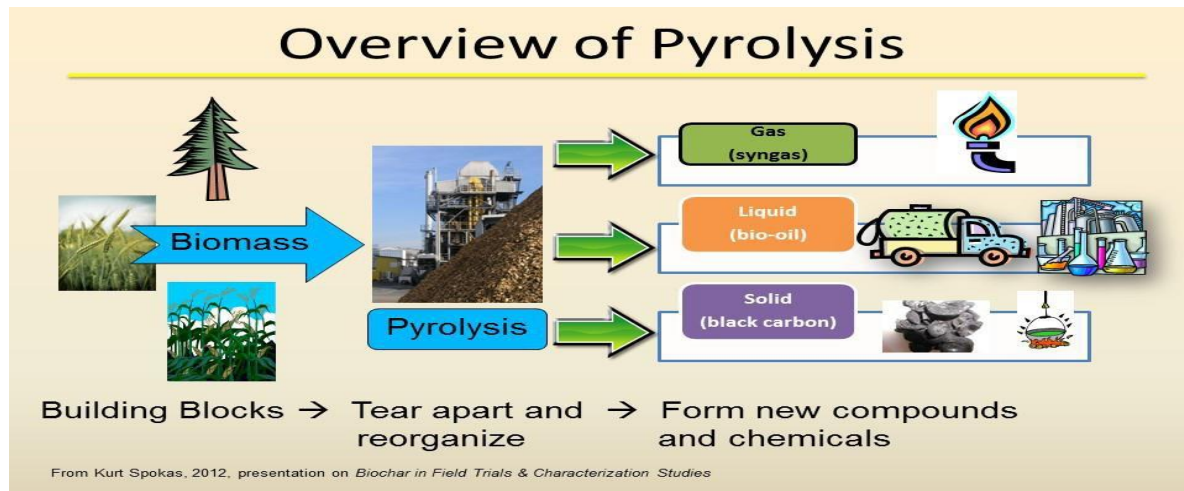 Overview of Pyrolysis
Biomass
Pyrolysis
Gas
(syngas)
Liquid
(bio-oil)
Solid
(black carbon)
Building Blocks → Tear apart and → Form new compounds
reorganize and chemicals
From Kurt Spokas, 2012, presentation on Biochar in Field Trials & Characterization Studies